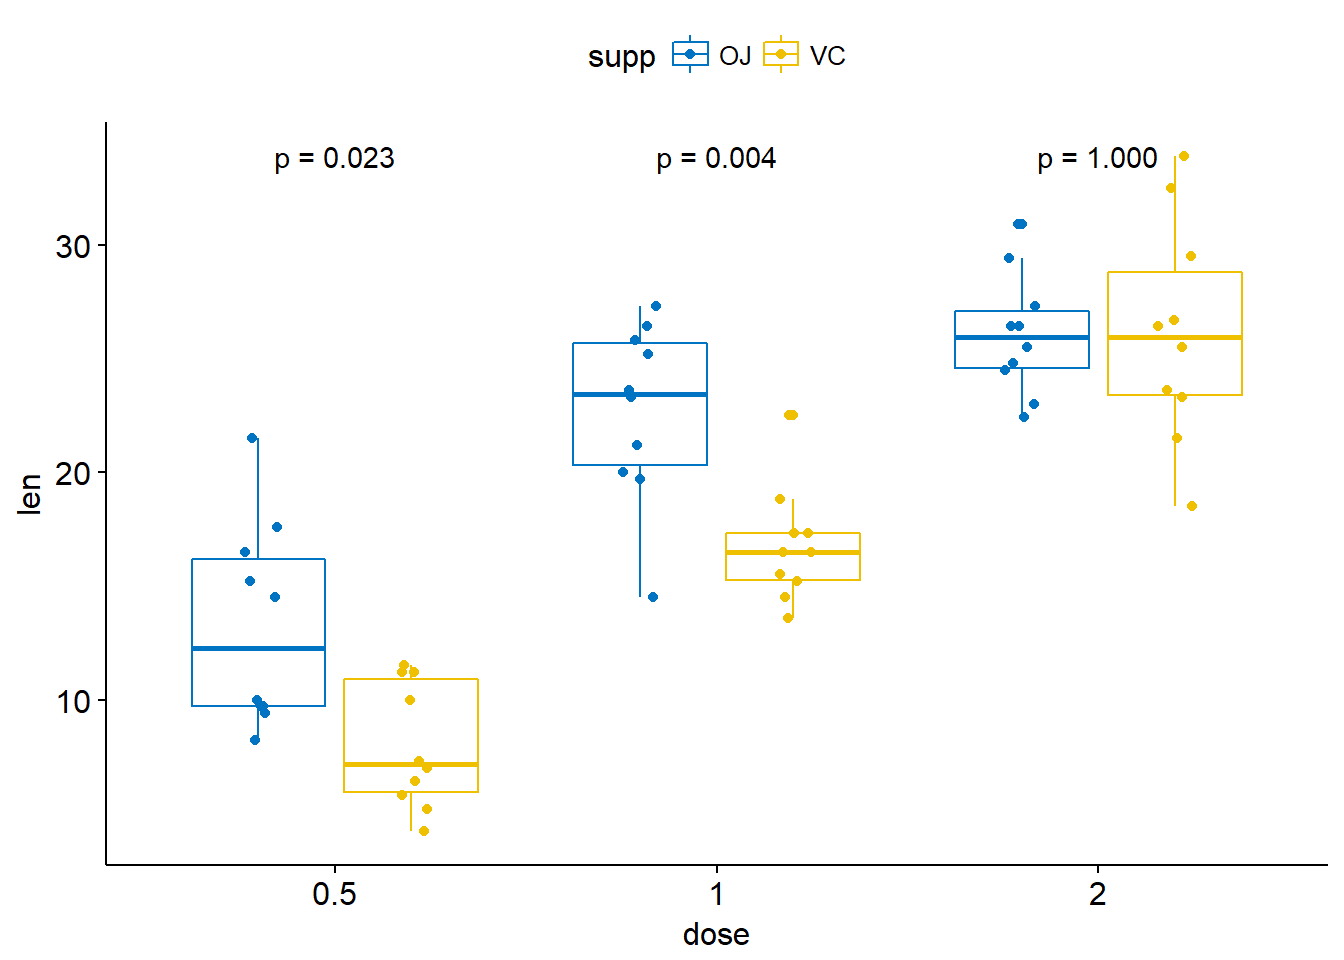 supp OJ VC
p = 0.023 p = 0.004 p = 1.000
30
20
10
len
0.5 1 2
dose